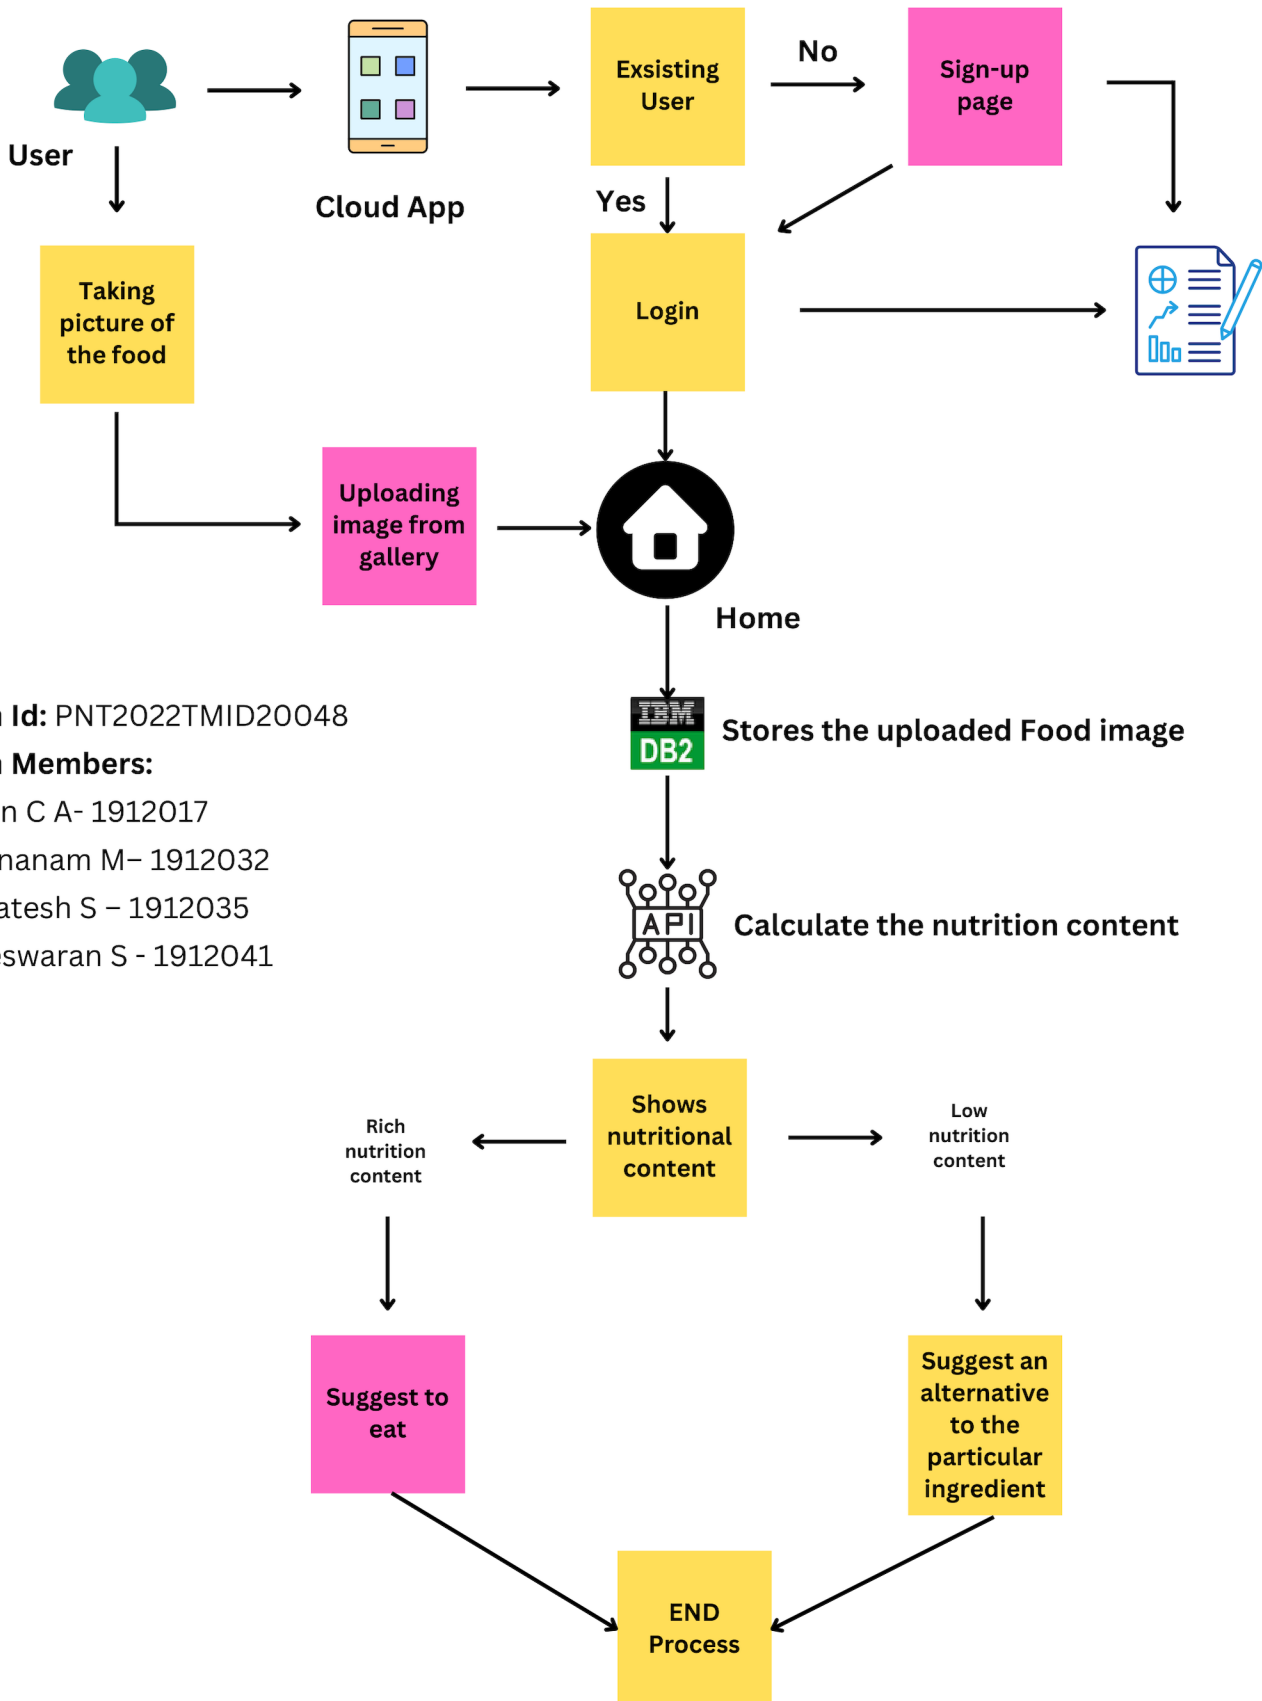 Exsisting
User
No
Sign-up
page
User
Cloud App
Yes
Taking
picture of
the food
Login
Uploading
image from
gallery
Home
Id: PNT2022TMID20048
Members:
C A- 1912017
M– 1912032
S – 1912035
S - 1912041
IBM
DB2
Stores the uploaded Food image
API
Calculate the nutrition content
Shows
nutritional
content
Rich
nutrition
content
Low
nutrition
content
Suggest to
eat
Suggest an
alternative
to the
particular
ingredient
END
Process